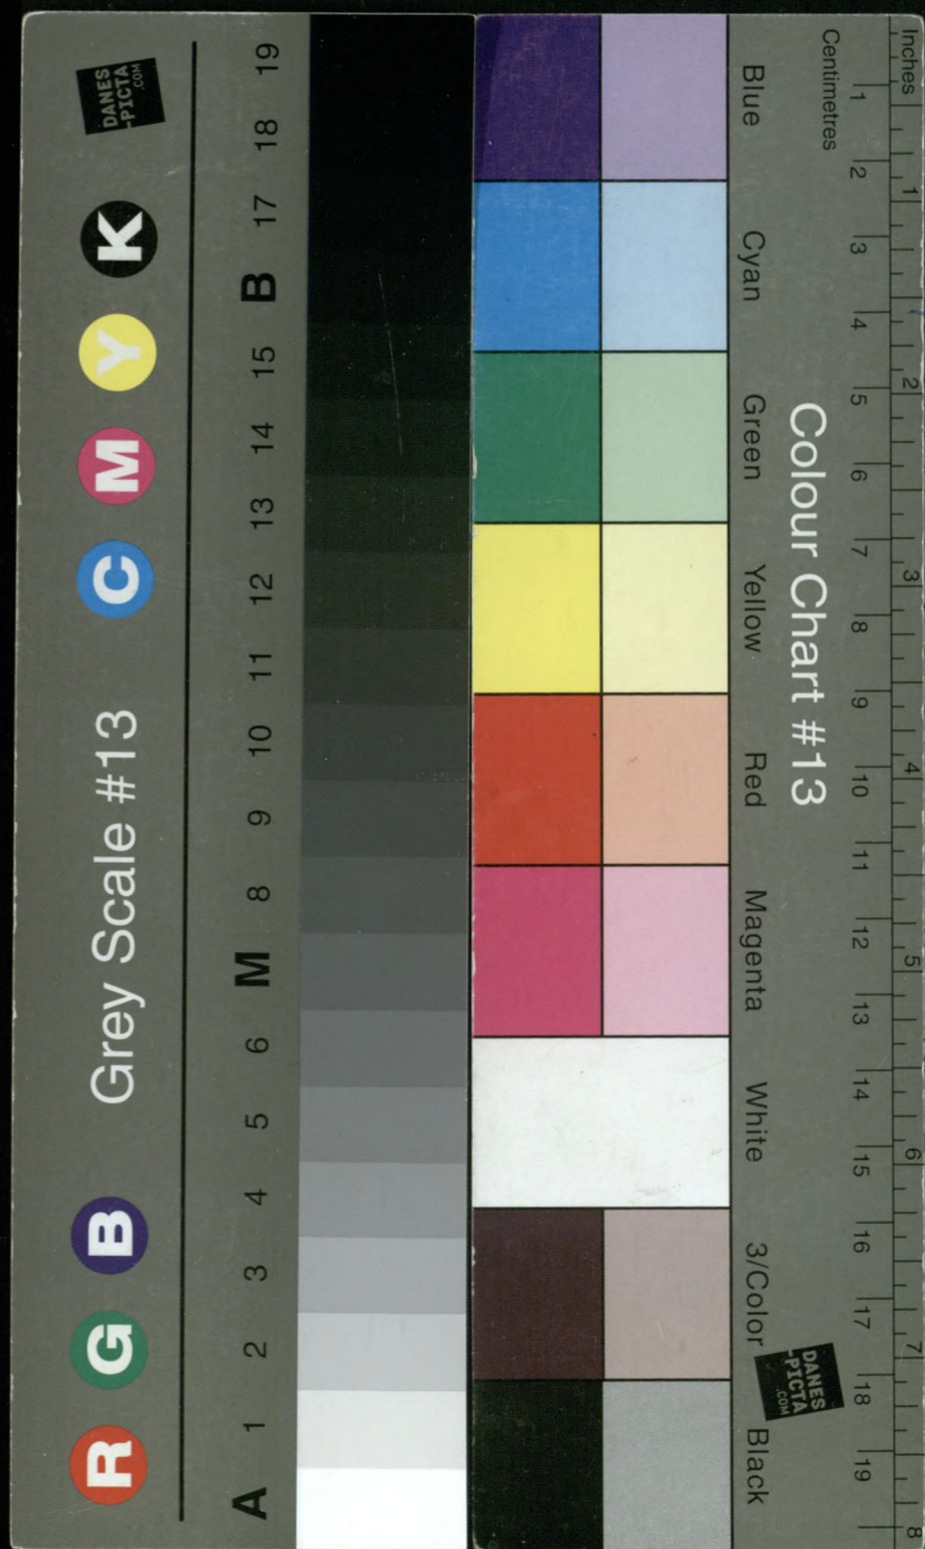 R G B Grey Scale #13 C M Y K DANES
-PICTA
.COM
A 1 2 3 4 5 6 M 8 9 10 11 12 13 14 15 B 17 18 19
Inches 1 2 3 4 5 6 7 8
Centimetres 1 2 3 4 5 6 7 8 9 10 11 12 13 14 15 16 17 18 19
Colour Chart #13
DANES
-PICTA
.COM
Blue Cyan Green Yellow Red Magenta White 3/Color Black